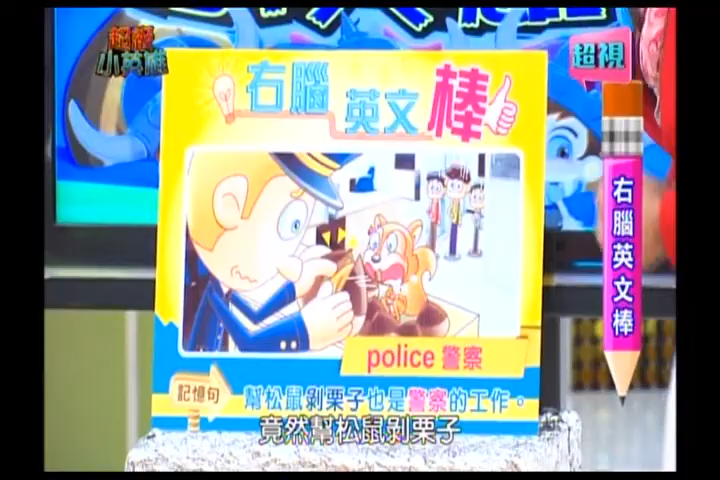 超級
小英雄
超視
右腦
英文棒
右腦英文棒
police 警察
記憶句
幫松鼠剝栗子也是警察的工作。
竟然幫松鼠剝栗子